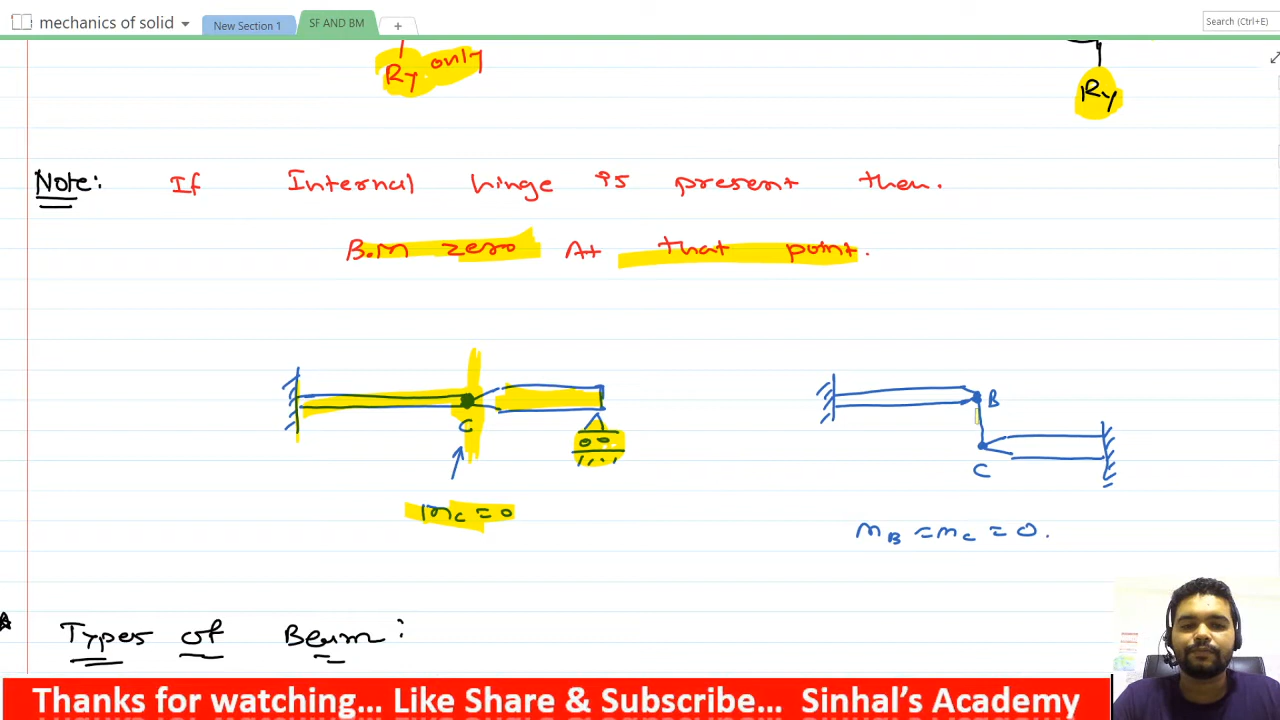 mechanics of solid
New Section 1
SF AND BM
+
Search (Ctrl+E)
Ry only
Ry
Note: If Internal hinge is present then.
B.M zero At that point.
C
mc = 0
B
C
mB = mc = 0.
Types of Beam:
Thanks for watching... Like Share & Subscribe... Sinhal's Academy